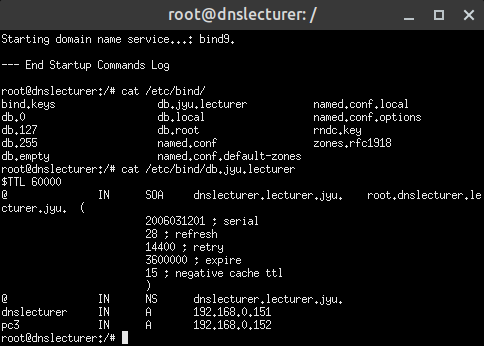 root@dnslecturer: /
Starting domain name service...: bind9.
--- End Startup Commands Log
root@dnslecturer:/# cat /etc/bind/
bind.keys db.jyu.lecturer named.conf.local
db.0 db.local named.conf.options
db.127 db.root rndc.key
db.255 named.conf zones.rfc1918
db.empty named.conf.default-zones
root@dnslecturer:/# cat /etc/bind/db.jyu.lecturer
$TTL 60000
@ IN SOA dnslecturer.lecturer.jyu. root.dnslecturer.le
cturer.jyu. (
2006031201 ; serial
28 ; refresh
14400 ; retry
3600000 ; expire
15 ; negative cache ttl
)
@ IN NS dnslecturer.lecturer.jyu.
dnslecturer IN A 192.168.0.151
pc3 IN A 192.168.0.152
root@dnslecturer:/#